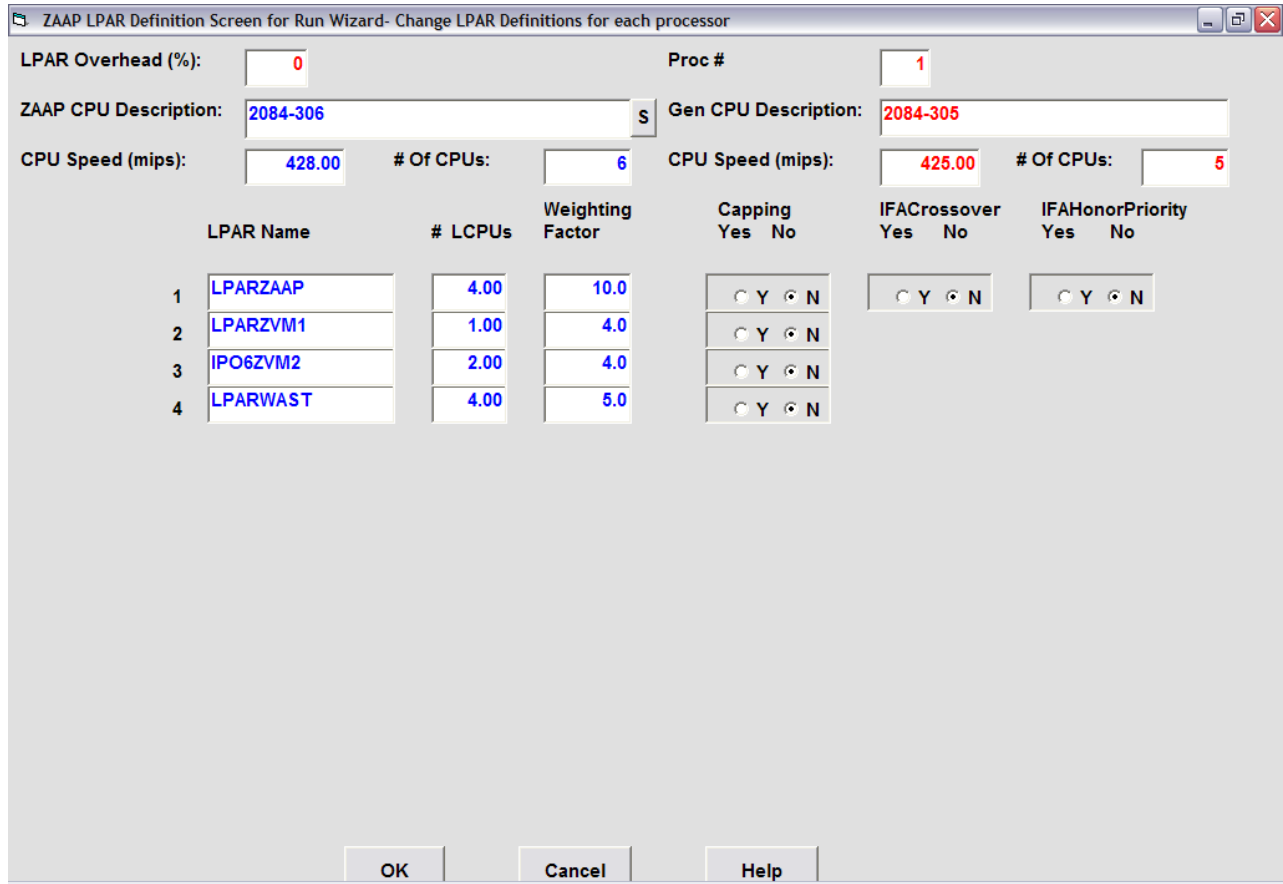 ZAAP LPAR Definition Screen for Run Wizard- Change LPAR Definitions for each processor
LPAR Overhead (%): 0 Proc # 1
ZAAP CPU Description: 2084-306 S Gen CPU Description: 2084-305
CPU Speed (mips): 428.00 # Of CPUs: 6 CPU Speed (mips): 425.00 # Of CPUs: 5
Weighting Capping IFACrossover IFAHonorPriority
LPAR Name # LCPUs Factor Yes No Yes No Yes No
1 LPARZAAP 4.00 10.0 Y N Y N Y N
2 LPARZVM1 1.00 4.0 Y N
3 IPO6ZVM2 2.00 4.0 Y N
4 LPARWAST 4.00 5.0 Y N
OK Cancel Help